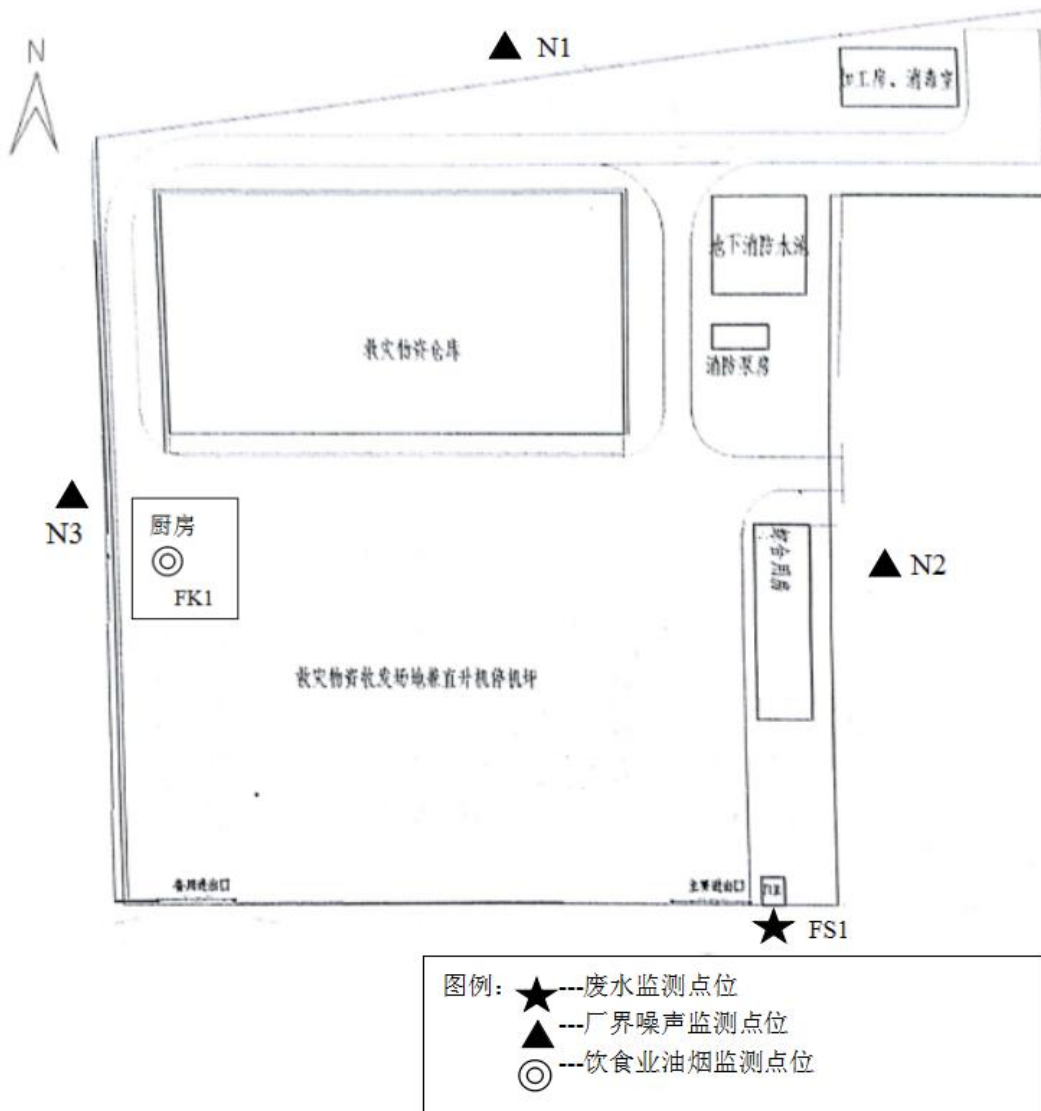 N
N1
加工房、消毒室
地下消防水池
消防泵房
救灾物资仓库
N3
厨房
FK1
综合用房
N2
救灾物资收发场地兼直升机停机坪
备用进出口
主要进出口
FS1
图例：
---废水监测点位
---厂界噪声监测点位
---饮食业油烟监测点位